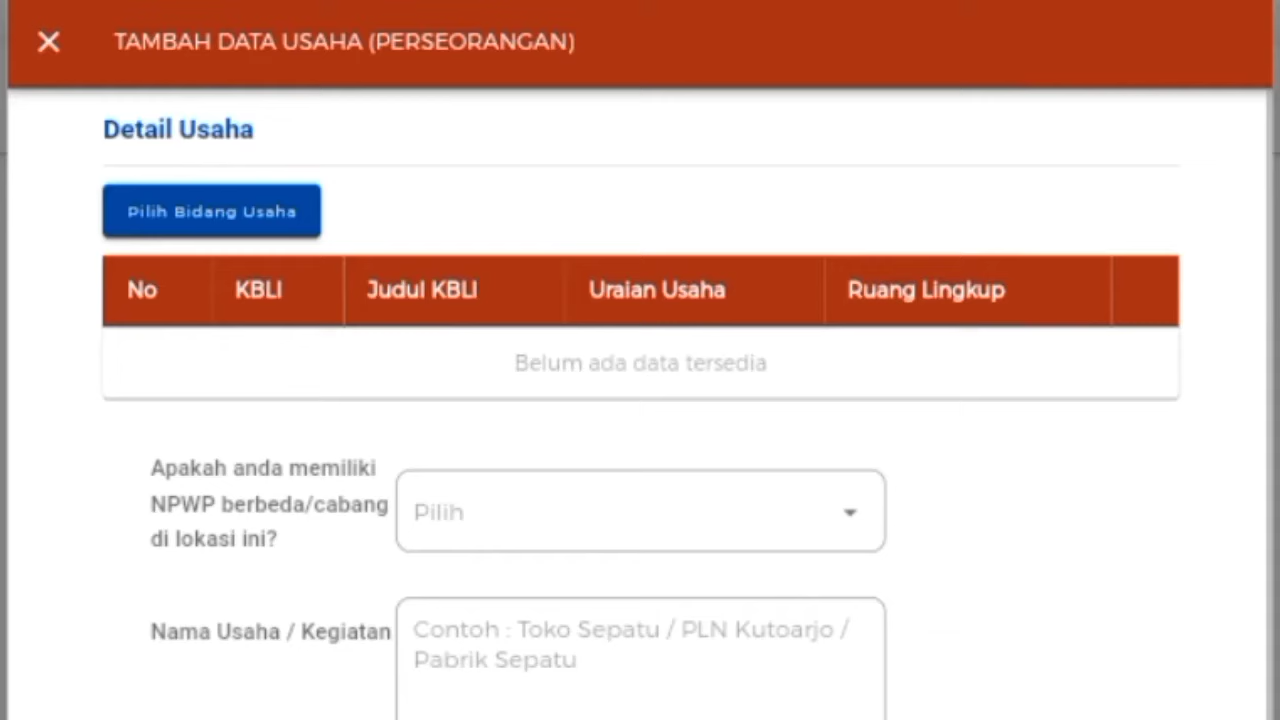 TAMBAH DATA USAHA (PERSEORANGAN)
Detail Usaha
Pilih Bidang Usaha
No KBLI Judul KBLI Uraian Usaha Ruang Lingkup
Belum ada data tersedia
Apakah anda memiliki
NPWP berbeda/cabang
di lokasi ini?
Pilih
Nama Usaha / Kegiatan
Contoh : Toko Sepatu / PLN Kutoarjo /
Pabrik Sepatu